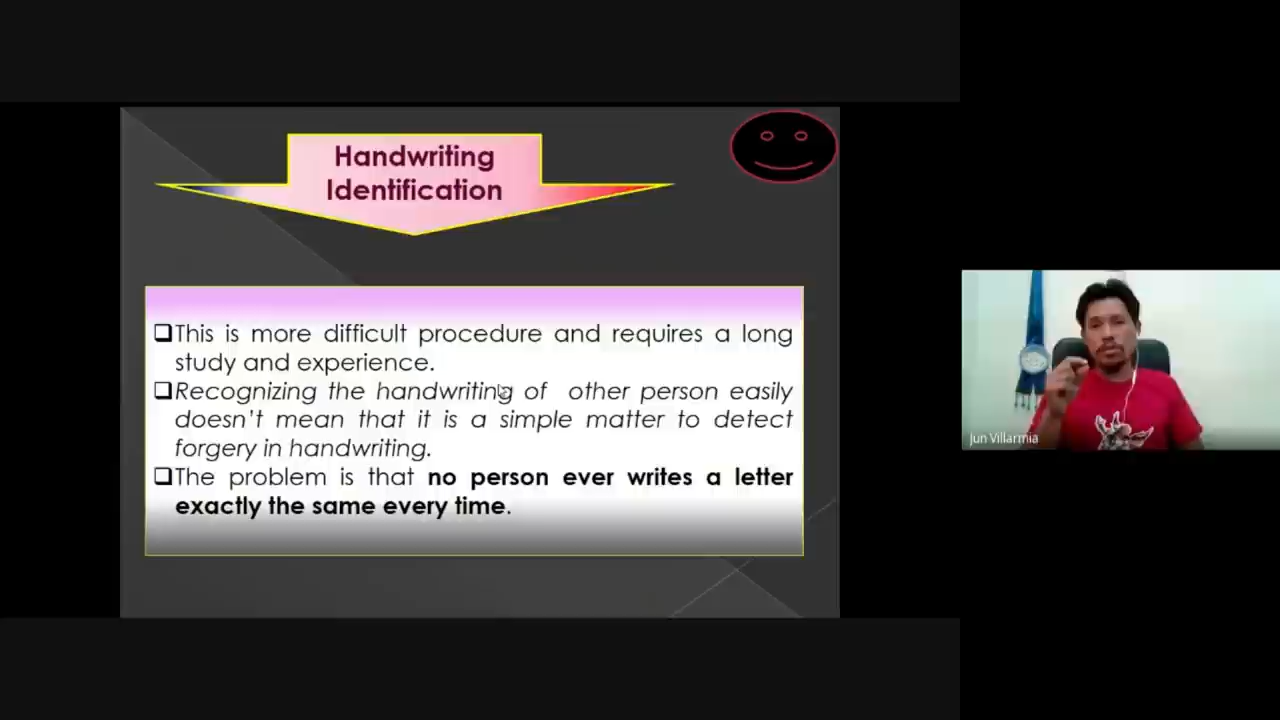 Handwriting
Identification
❑This is more difficult procedure and requires a long
study and experience.
❑Recognizing the handwriting of other person easily
doesn't mean that it is a simple matter to detect
forgery in handwriting.
❑The problem is that no person ever writes a letter
exactly the same every time.
Jun Villarmia